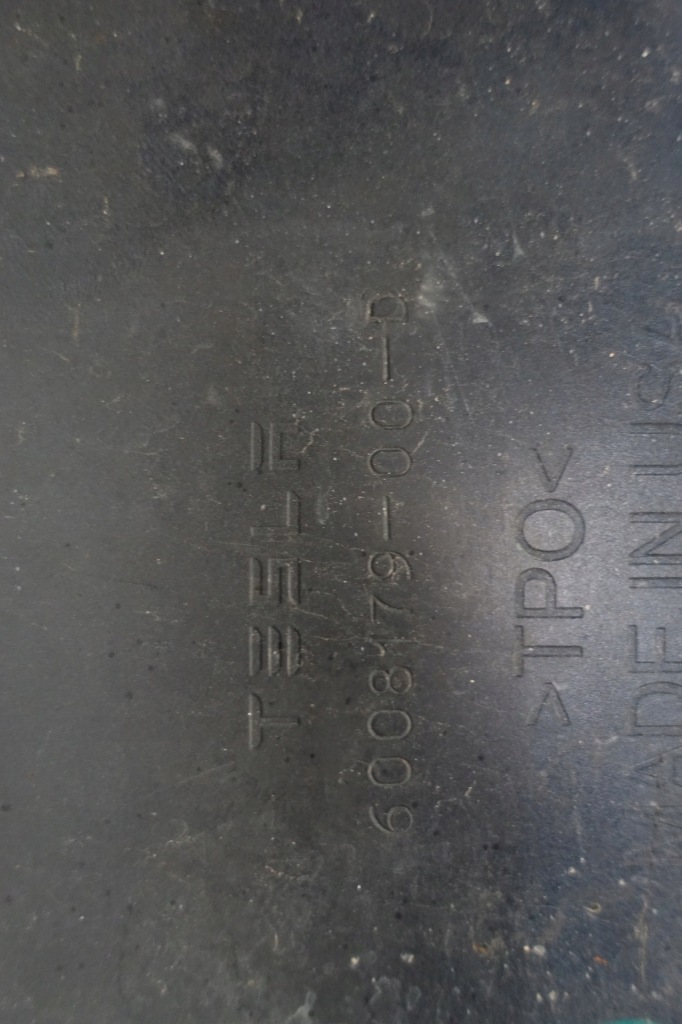 TESLA
6008179-00-D
>TPO<
MADE IN USA